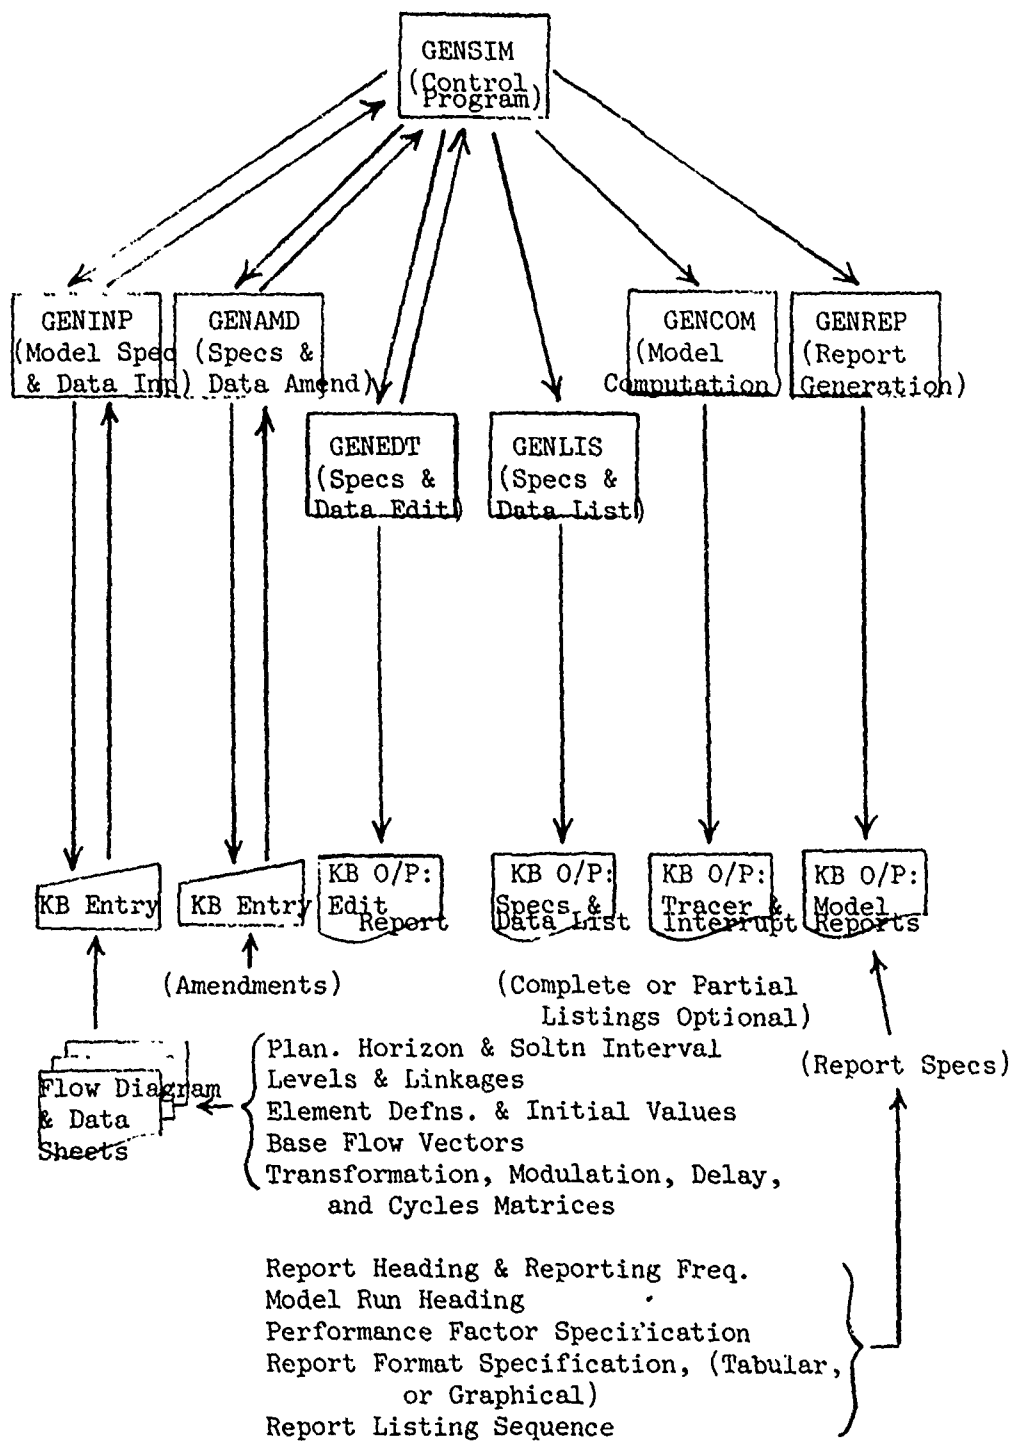 GENSIM
(Control
Program)
GENINP
(Model Spec
& Data Inp)
GENAMD
(Specs &
Data Amend)
GENCOM
(Model
Computation)
GENREP
(Report
Generation)
GENEDT
(Specs &
Data Edit)
GENLIS
(Specs &
Data List)
KB Entry
KB Entry
KB O/P:
Edit
Report
KB O/P:
Specs &
Data List
KB O/P:
Tracer &
Interrupt
KB O/P:
Model
Reports
(Amendments)
(Complete or Partial
Listings Optional)
(Report Specs)
Flow Diagram
& Data
Sheets
Plan. Horizon & Soltn Interval
Levels & Linkages
Element Defns. & Initial Values
Base Flow Vectors
Transformation, Modulation, Delay,
and Cycles Matrices
Report Heading & Reporting Freq.
Model Run Heading
Performance Factor Specification
Report Format Specification, (Tabular,
or Graphical)
Report Listing Sequence